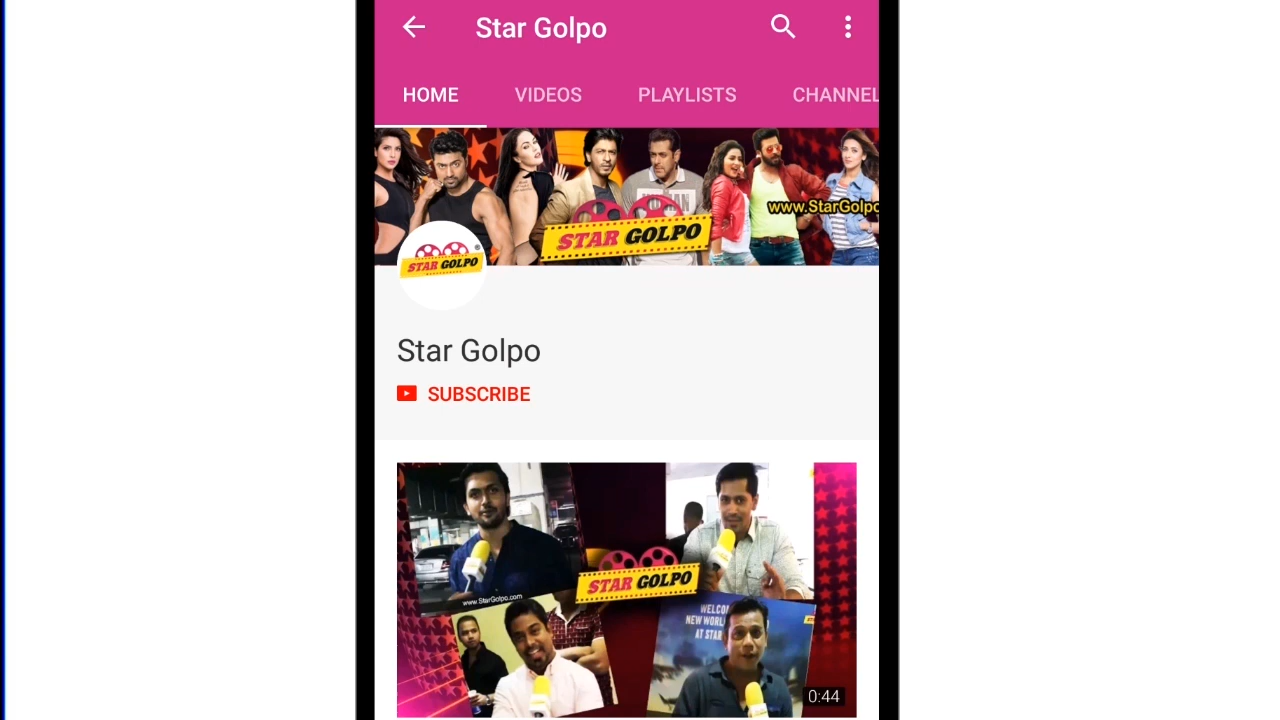 Star Golpo
HOME VIDEOS PLAYLISTS CHANNEL
www.StarGolpo
STAR GOLPO
STAR GOLPO
Star Golpo
SUBSCRIBE
STAR GOLPO
www.StarGolpo.com
WELCO
NEW WORL
AT STAR
0:44